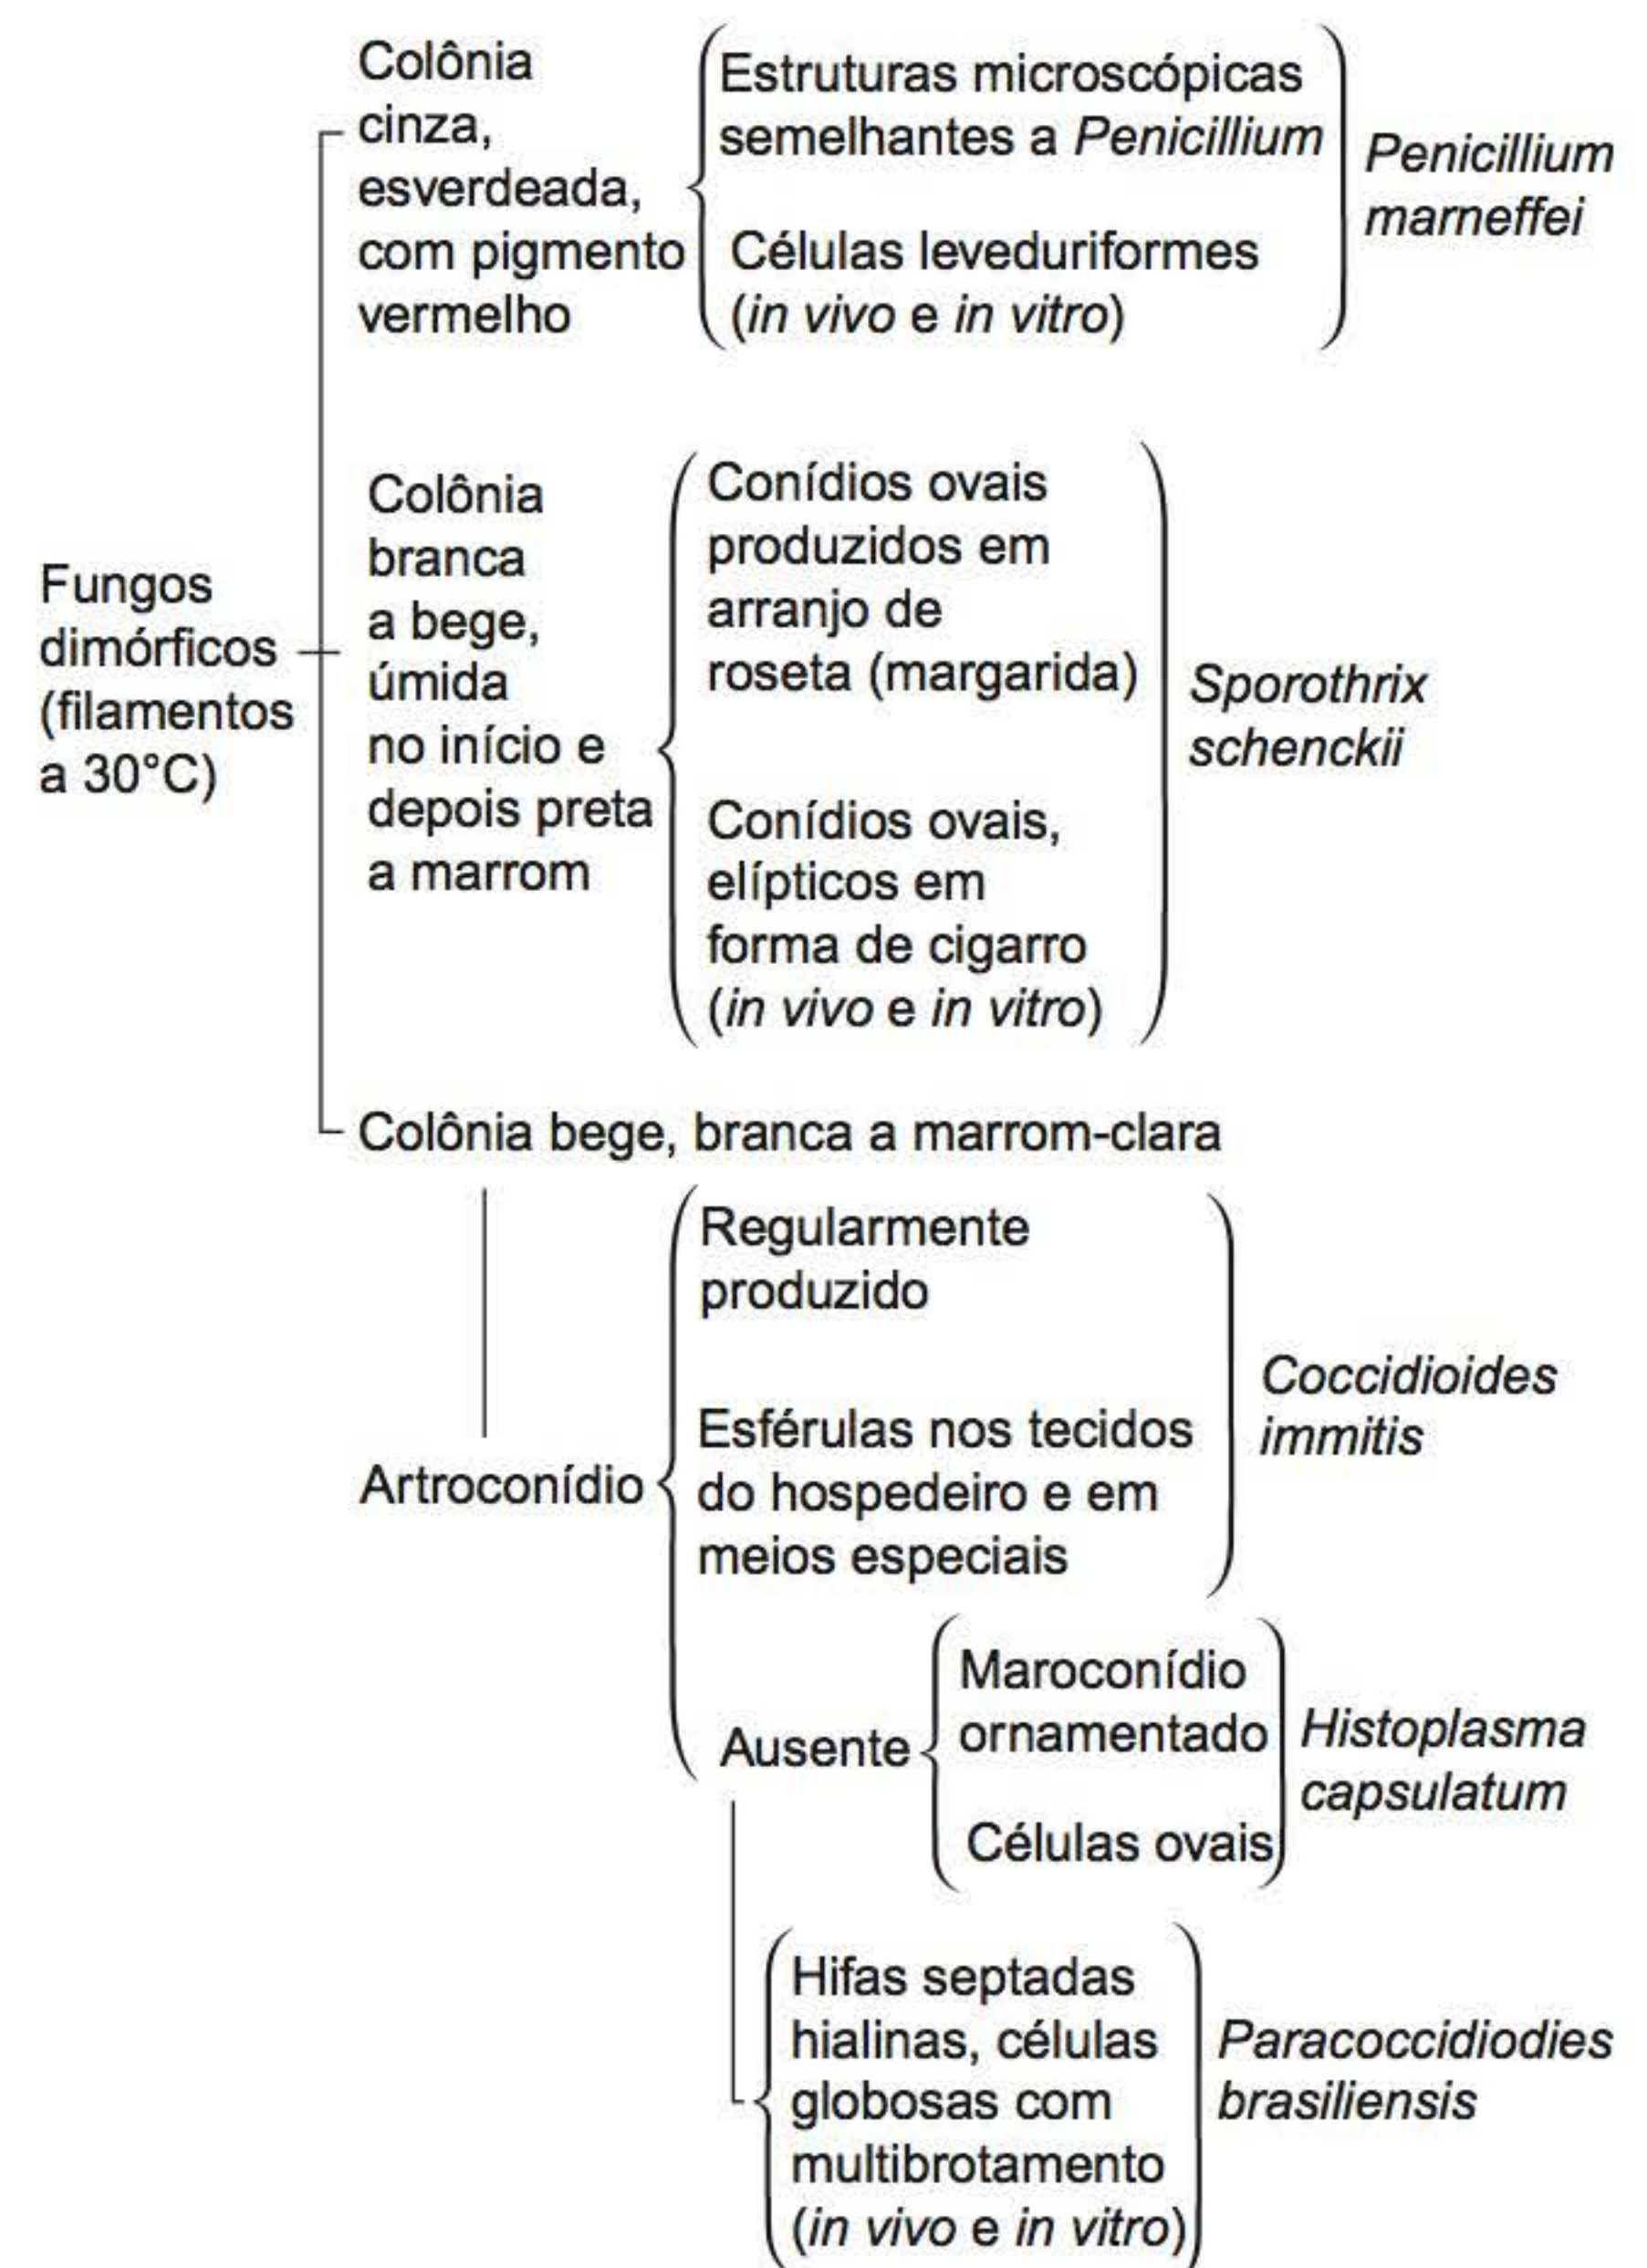 Colônia
cinza,
esverdeada,
com pigmento
vermelho
Estruturas microscópicas
semelhantes a Penicillium
Células leveduriformes
(in vivo e in vitro)
Penicillium
marneffei
Fungos
dimórficos
(filamentos
a 30°C)
Colônia
branca
a bege,
úmida
no início e
depois preta
a marrom
Conídios ovais
produzidos em
arranjo de
roseta (margarida)
Conídios ovais,
elípticos em
forma de cigarro
(in vivo e in vitro)
Sporothrix
schenckii
Colônia bege, branca a marrom-clara
Artroconídio
Regularmente
produzido
Esférulas nos tecidos
do hospedeiro e em
meios especiais
Coccidioides
immitis
Ausente
Maroconídio
ornamentado
Células ovais
Histoplasma
capsulatum
Hifas septadas
hialinas, células
globosas com
multibrotamento
(in vivo e in vitro)
Paracoccidiodies
brasiliensis